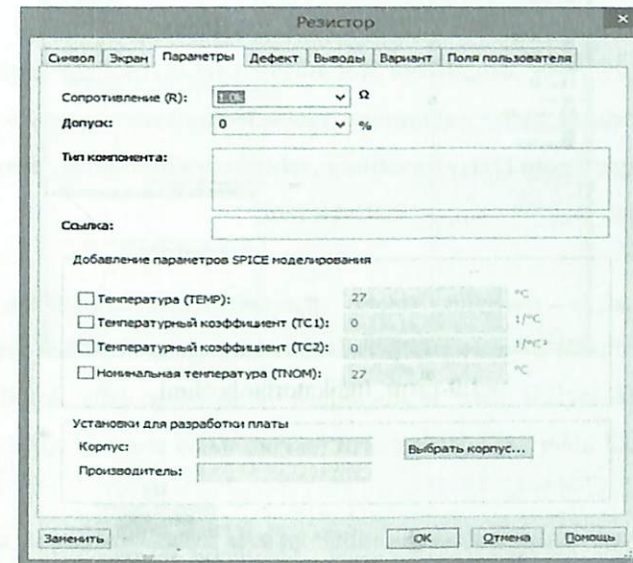 Резистор
Символ Экран Параметры Дефект Выводы Вариант Поля пользователя
Сопротивление (R): Ω
Допуск: 0 %
Тип компонента:
Ссылка:
Добавление параметров SPICE моделирования
Температура (TEMP): 27 °C
Температурный коэффициент (TC1): 0 1/°C
Температурный коэффициент (TC2): 0 1/°C²
Номинальная температура (TNOM): 27 °C
Установки для разработки платы
Корпус: Выбрать корпус...
Производитель:
Заменить OK Отмена Помощь